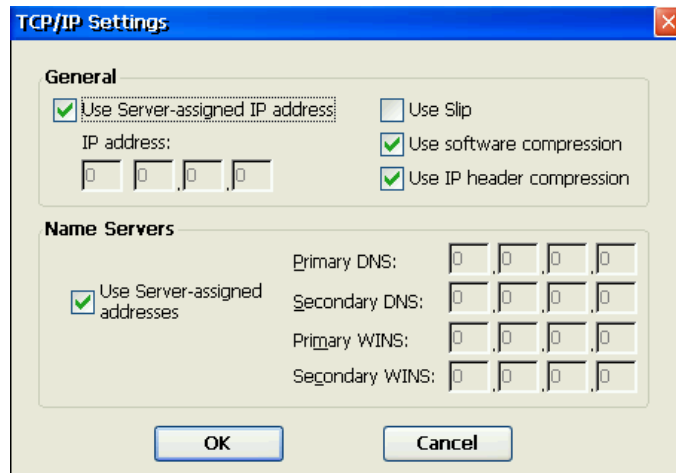 TCP/IP Settings
General
Use Server-assigned IP address
Use Slip
IP address:
Use software compression
0 0 .0 .0
Use IP header compression
Name Servers
Primary DNS: 0 .0 .0 .0
Use Server-assigned
addresses
Secondary DNS: 0 .0 .0 .0
Primary WINS: 0 .0 .0 .0
Secondary WINS: 0 .0 .0 .0
OK
Cancel